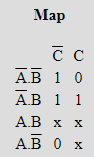 Map
C̅ C
A̅.B̅ 1 0
A̅.B 1 1
A.B x x
A.B̅ 0 x